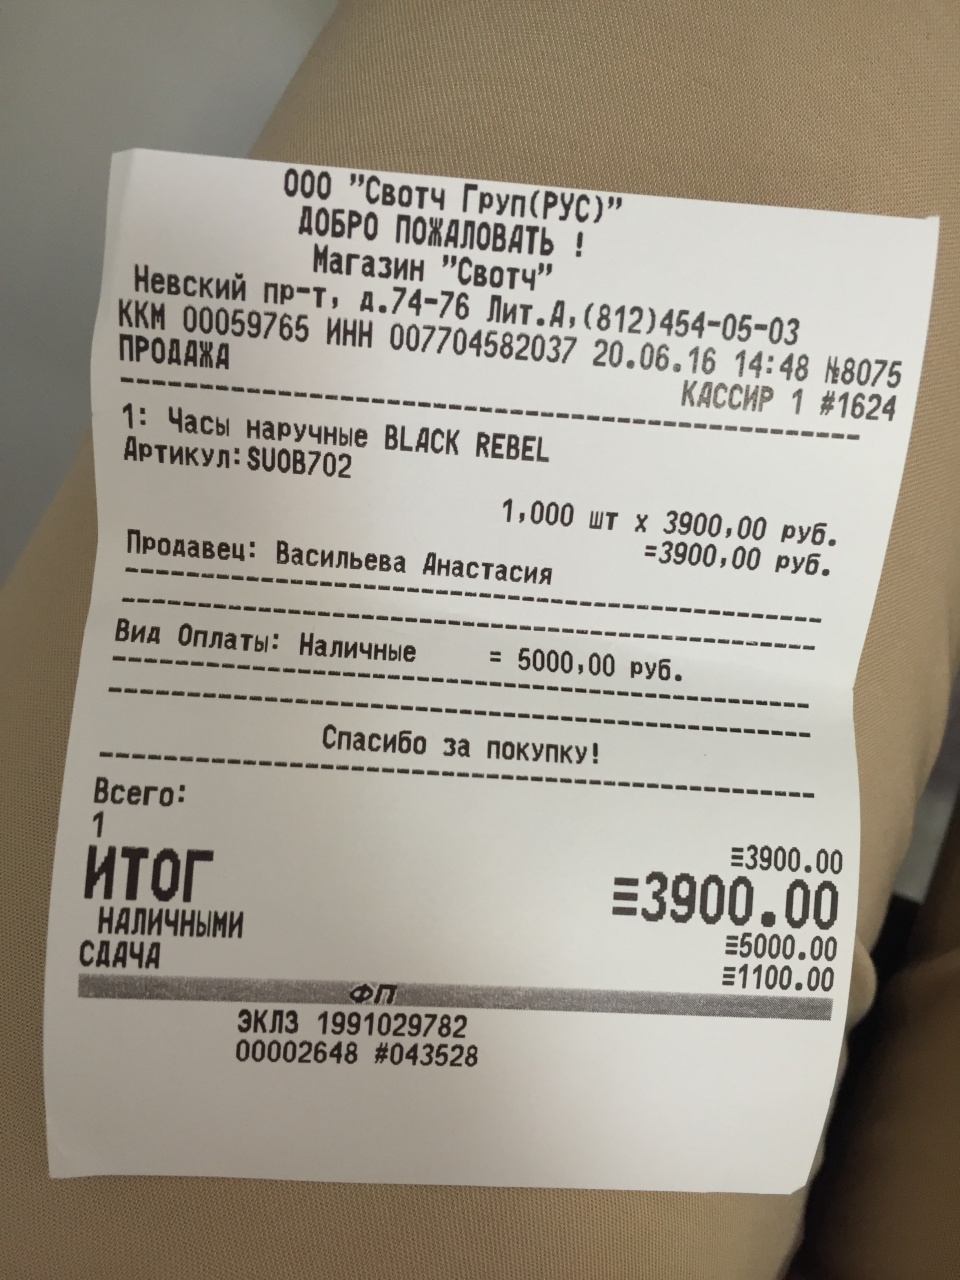 ООО "Свотч Груп(РУС)"
ДОБРО ПОЖАЛОВАТЬ !
Магазин "Свотч"
Невский пр-т, д.74-76 Лит.А,(812)454-05-03
ККМ 00059765 ИНН 007704582037 20.06.16 14:48 №8075
ПРОДАЖА КАССИР 1 #1624
1: Часы наручные BLACK REBEL
Артикул:SUOB702
1,000 шт x 3900,00 руб.
=3900,00 руб.
Продавец: Васильева Анастасия
Вид Оплаты: Наличные = 5000,00 руб.
Спасибо за покупку!
Всего:
1 ≡3900.00
ИТОГ ≡3900.00
НАЛИЧНЫМИ ≡5000.00
СДАЧА ≡1100.00
ФП
ЭКЛЗ 1991029782
00002648 #043528